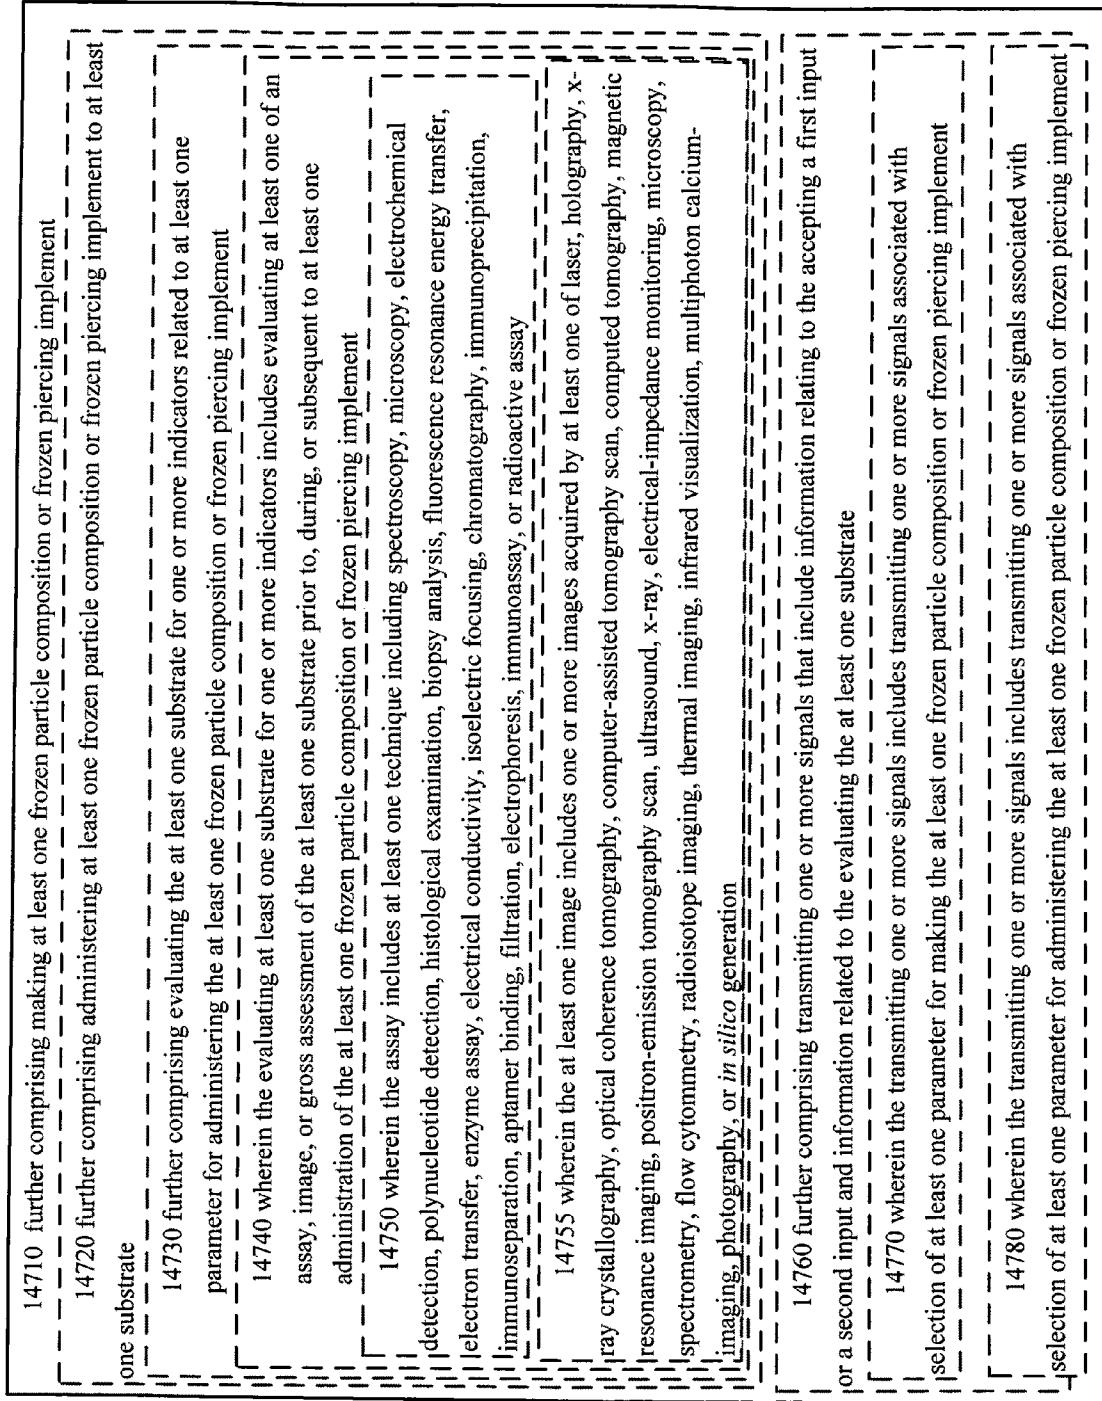 14710 further comprising making at least one frozen particle composition or frozen piercing implement
14720 further comprising administering at least one frozen particle composition or frozen piercing implement to at least
one substrate
14730 further comprising evaluating the at least one substrate for one or more indicators related to at least one
parameter for administering the at least one frozen particle composition or frozen piercing implement
14740 wherein the evaluating at least one substrate for one or more indicators includes evaluating at least one of an
assay, image, or gross assessment of the at least one substrate prior to, during, or subsequent to at least one
administration of the at least one frozen particle composition or frozen piercing implement
14750 wherein the assay includes at least one technique including spectroscopy, microscopy, electrochemical
detection, polynucleotide detection, histological examination, biopsy analysis, fluorescence resonance energy transfer,
electron transfer, enzyme assay, electrical conductivity, isoelectric focusing, chromatography, immunoprecipitation,
immunoseparation, aptamer binding, filtration, electrophoresis, immunoassay, or radioactive assay
14755 wherein the at least one image includes one or more images acquired by at least one of laser, holography, x-
ray crystallography, optical coherence tomography, computer-assisted tomography scan, computed tomography, magnetic
resonance imaging, positron-emission tomography scan, ultrasound, x-ray, electrical-impedance monitoring, microscopy,
spectrometry, flow cytommetry, radioisotope imaging, thermal imaging, infrared visualization, multiphoton calcium-
imaging, photography, or in silico generation
14760 further comprising transmitting one or more signals that include information relating to the accepting a first input
or a second input and information related to the evaluating the at least one substrate
14770 wherein the transmitting one or more signals includes transmitting one or more signals associated with
selection of at least one parameter for making the at least one frozen particle composition or frozen piercing implement
14780 wherein the transmitting one or more signals includes transmitting one or more signals associated with
selection of at least one parameter for administering the at least one frozen particle composition or frozen piercing implement